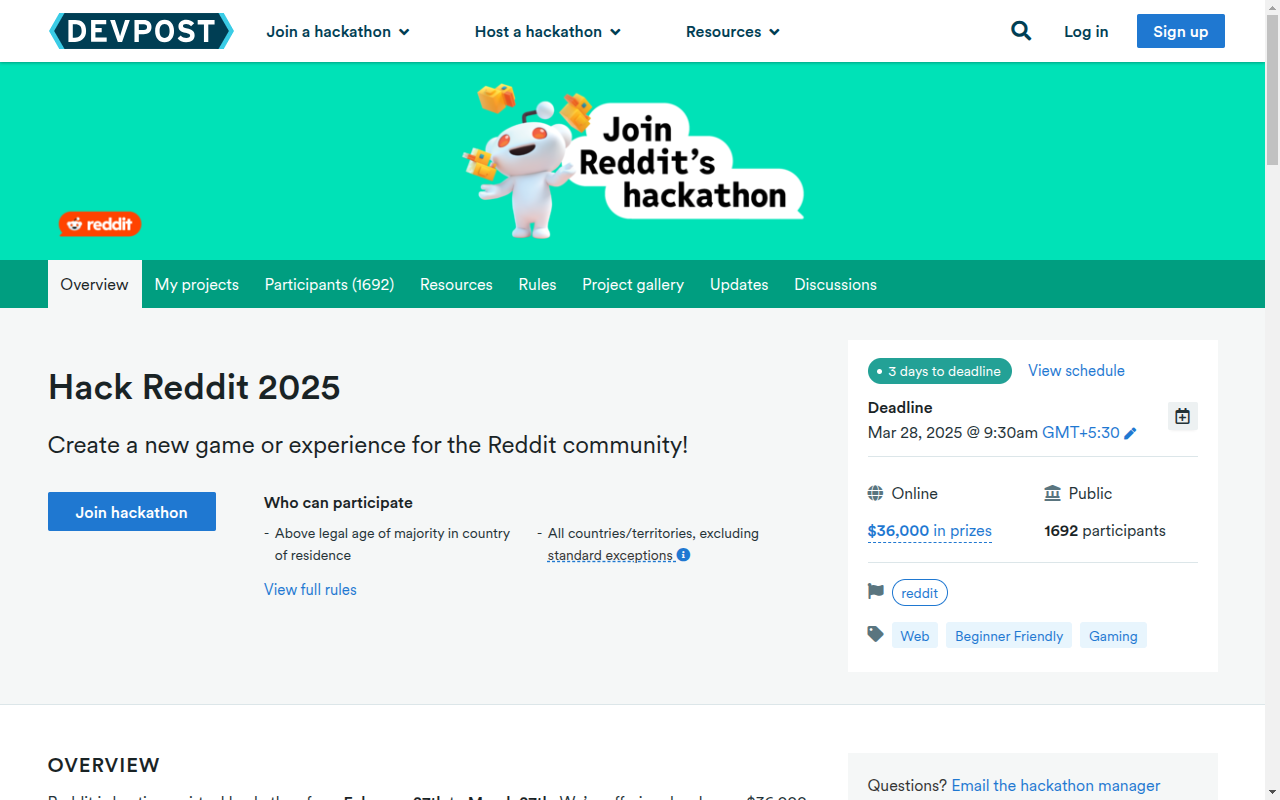 DEVPOST
Join a hackathon
Host a hackathon
Resources
Log in
Sign up
Join
Reddit's
hackathon
reddit
Overview
My projects
Participants (1692)
Resources
Rules
Project gallery
Updates
Discussions
Hack Reddit 2025
Create a new game or experience for the Reddit community!
Join hackathon
Who can participate
- Above legal age of majority in country
of residence
- All countries/territories, excluding
standard exceptions
View full rules
3 days to deadline
View schedule
Deadline
Mar 28, 2025 @ 9:30am GMT+5:30
Online
Public
$36,000 in prizes
1692 participants
reddit
Web
Beginner Friendly
Gaming
OVERVIEW
Questions? Email the hackathon manager